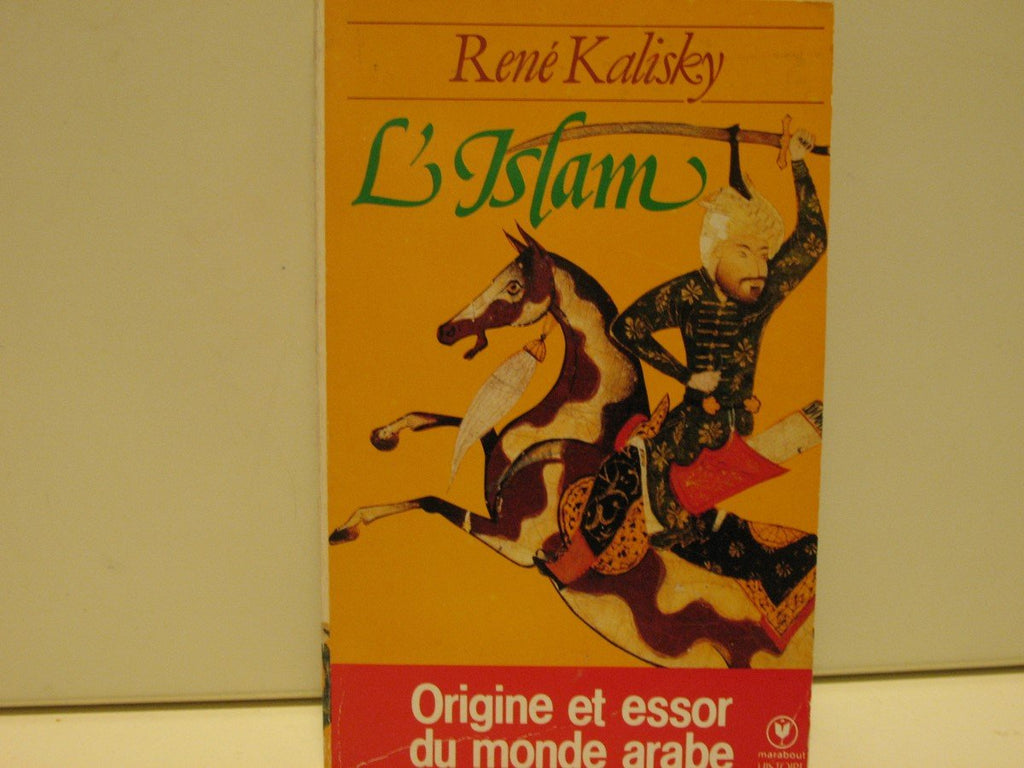 René Kalisky
L'Islam
Origine et essor
du monde arabe
marabout